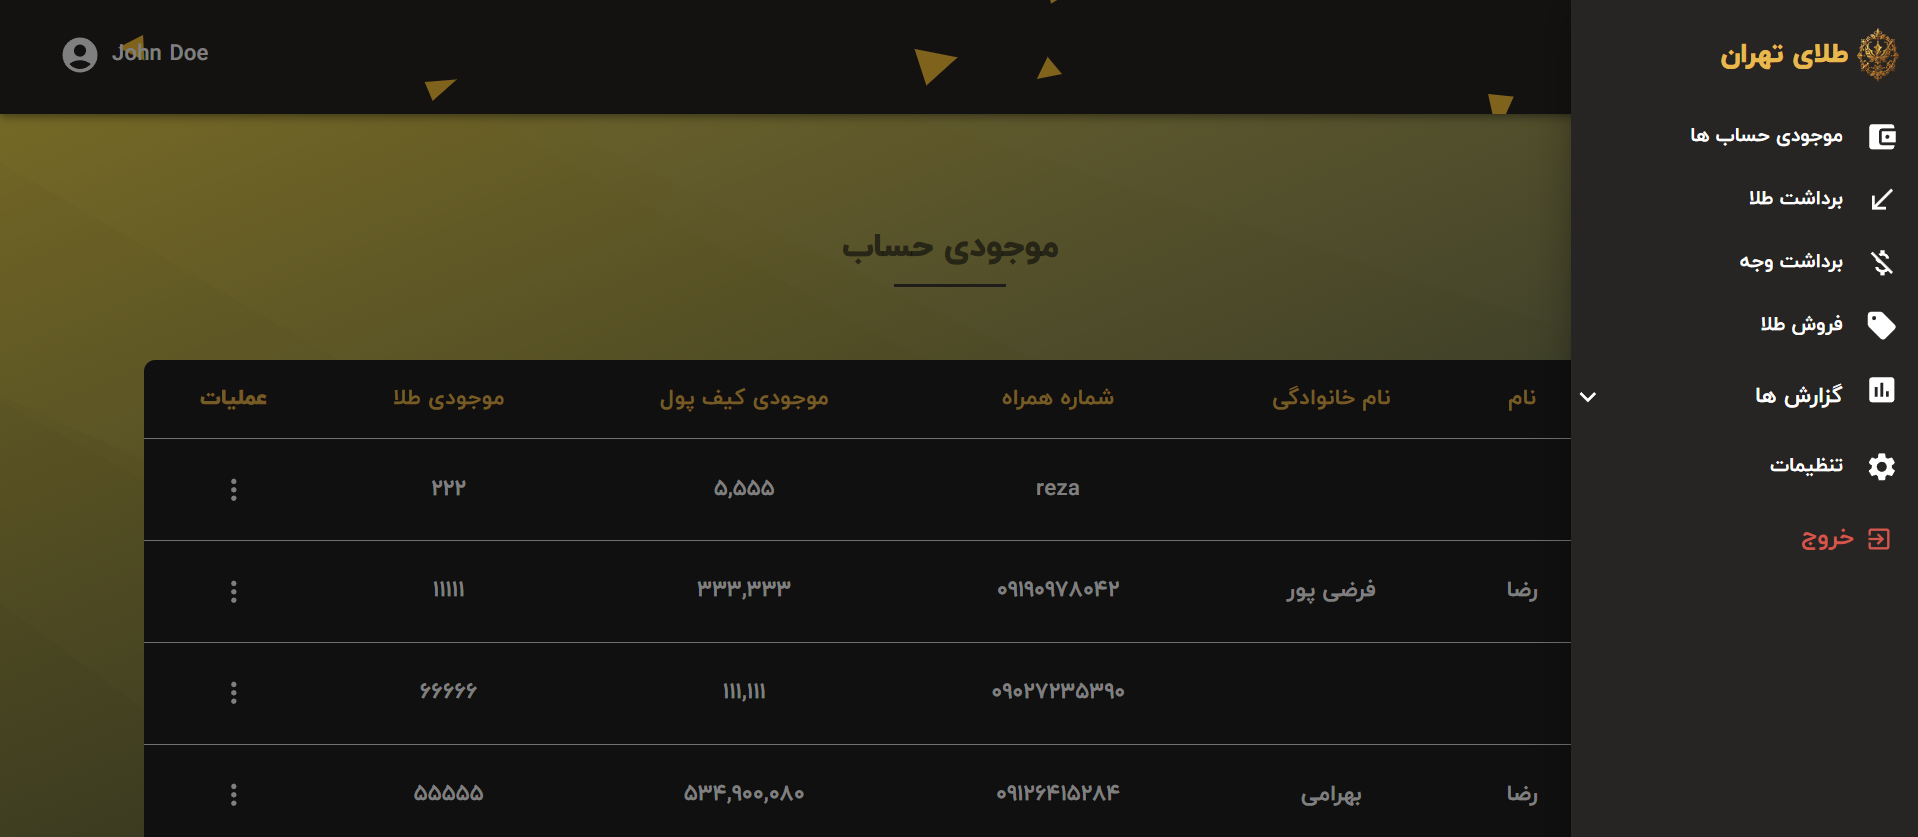 طلای تهران
موجودی حساب ها
برداشت طلا
برداشت وجه
فروش طلا
گزارش ها
تنظیمات
خروج
John Doe
موجودی حساب
نام نام خانوادگی شماره همراه موجودی کیف پول موجودی طلا عملیات
reza ۵,۵۵۵ ۲۲۲
رضا فرضی پور ۰۹۱۹۰۹۷۸۰۴۲ ۳۳۳,۳۳۳ ۱۱۱۱۱
۰۹۰۲۷۲۳۵۳۹۰ ۱۱۱,۱۱۱ ۶۶۶۶۶
رضا بهرامی ۰۹۱۲۶۴۱۵۲۸۴ ۵۳۴,۹۰۰,۰۸۰ ۵۵۵۵۵